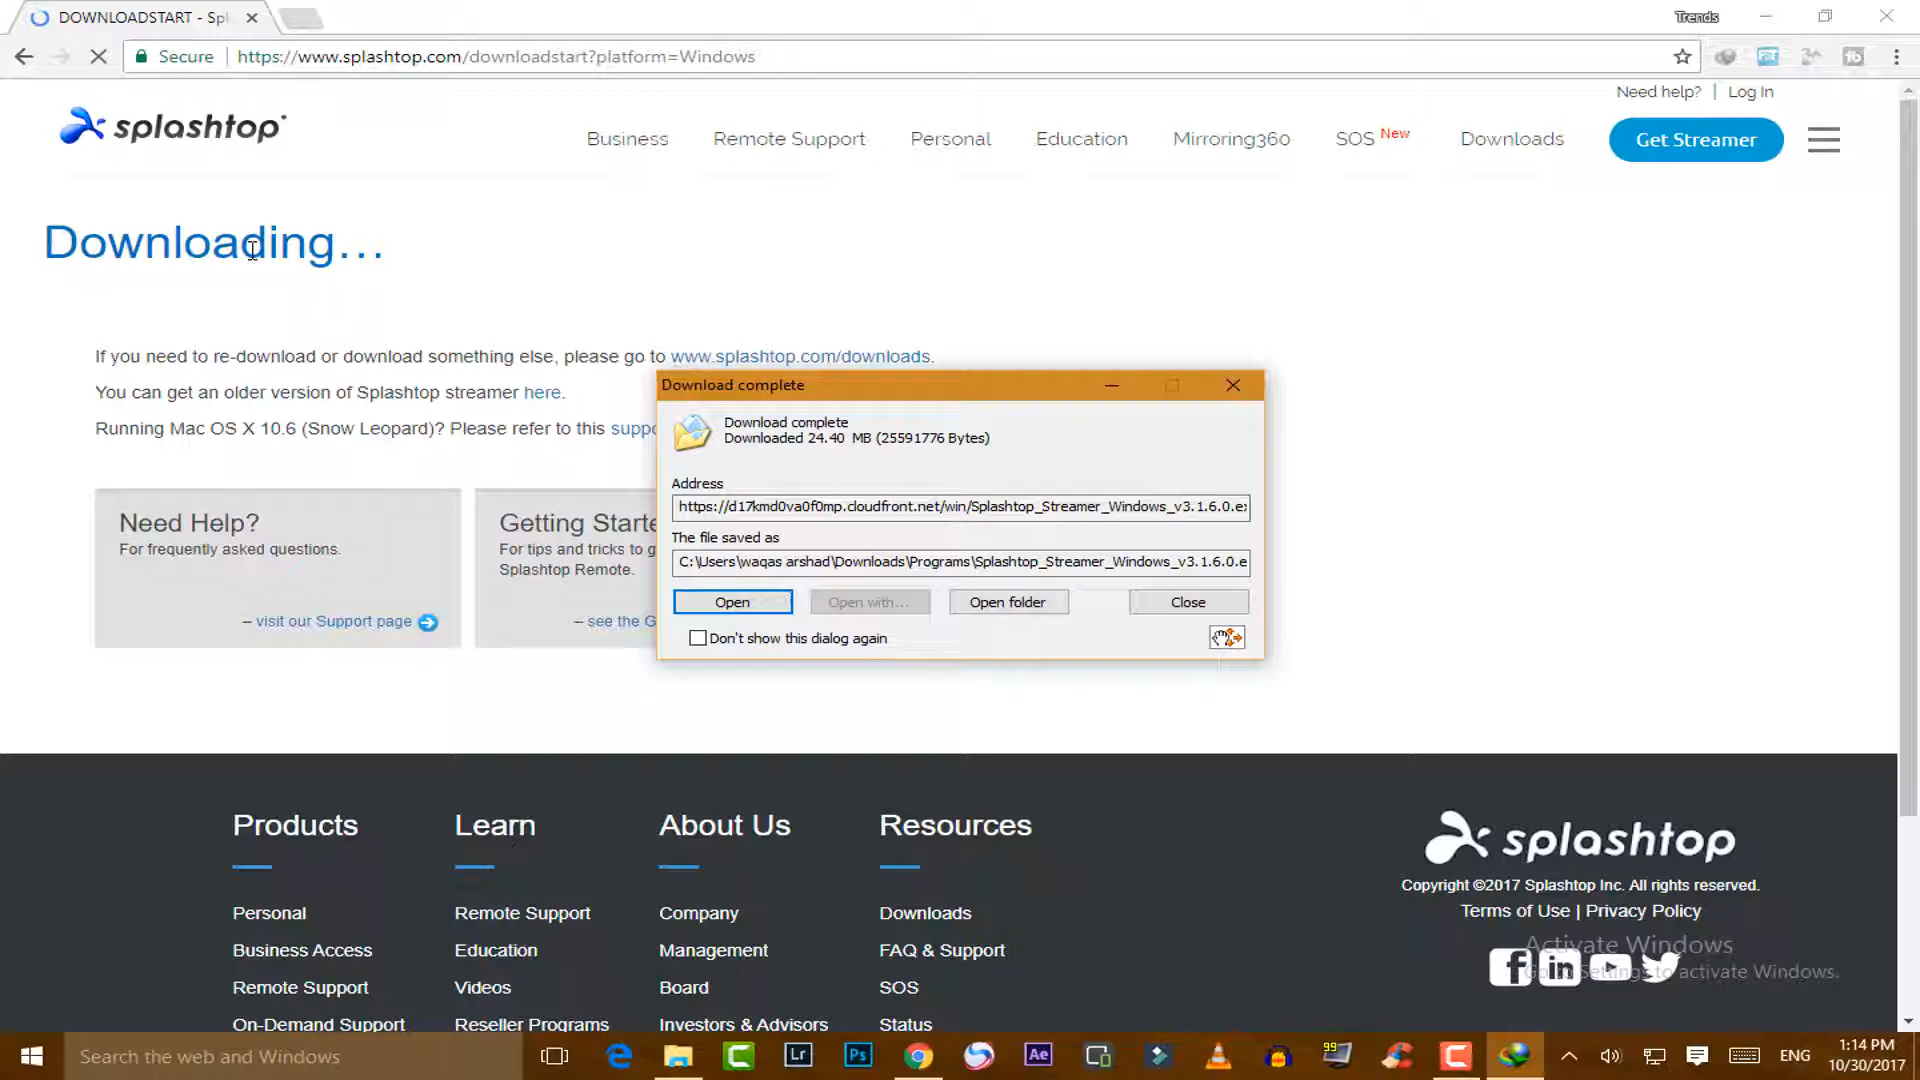 DOWNLOADSTART - Spl
Trends
Secure
https://www.splashtop.com/downloadstart?platform=Windows
Need help? | Log In
splashtop
Business
Remote Support
Personal
Education
Mirroring360
SOS New
Downloads
Get Streamer
Downloading...
If you need to re-download or download something else, please go to www.splashtop.com/downloads.
You can get an older version of Splashtop streamer here.
Running Mac OS X 10.6 (Snow Leopard)? Please refer to this suppo
Download complete
Download complete
Downloaded 24.40 MB (25591776 Bytes)
Address
https://d17kmd0va0f0mp.cloudfront.net/win/Splashtop_Streamer_Windows_v3.1.6.0.ex
The file saved as
C:\Users\waqas arshad\Downloads\Programs\Splashtop_Streamer_Windows_v3.1.6.0.e
Open
Open with...
Open folder
Close
Don't show this dialog again
Need Help?
For frequently asked questions.
– visit our Support page
Getting Starte
For tips and tricks to g
Splashtop Remote.
– see the G
Products
Personal
Business Access
Remote Support
On-Demand Support
Learn
Remote Support
Education
Videos
Reseller Programs
About Us
Company
Management
Board
Investors & Advisors
Resources
Downloads
FAQ & Support
SOS
Status
splashtop
Copyright ©2017 Splashtop Inc. All rights reserved.
Terms of Use | Privacy Policy
Activate Windows
Go to Settings to activate Windows.
Search the web and Windows
Lr
Ps
Ae
99
ENG
1:14 PM
10/30/2017